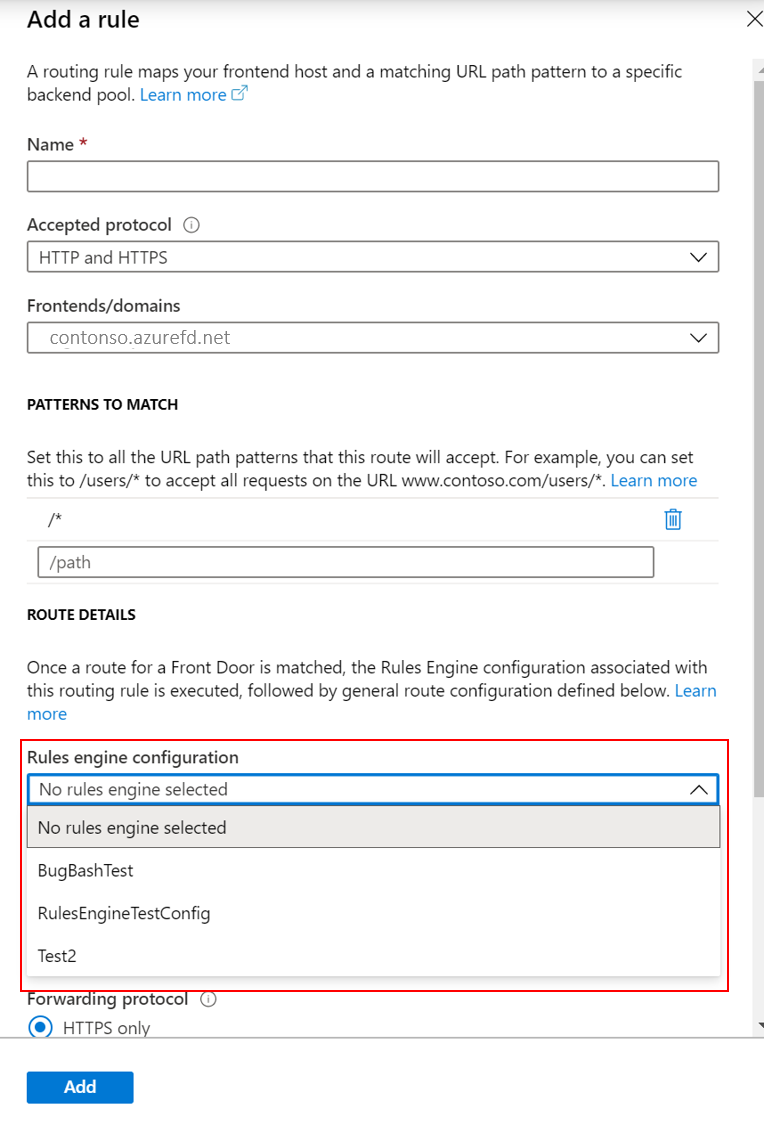 Add a rule
A routing rule maps your frontend host and a matching URL path pattern to a specific
backend pool. Learn more
Name *
Accepted protocol
HTTP and HTTPS
Frontends/domains
contonso.azurefd.net
PATTERNS TO MATCH
Set this to all the URL path patterns that this route will accept. For example, you can set
this to /users/* to accept all requests on the URL www.contoso.com/users/*. Learn more
/*
/path
ROUTE DETAILS
Once a route for a Front Door is matched, the Rules Engine configuration associated with
this routing rule is executed, followed by general route configuration defined below. Learn
more
Rules engine configuration
No rules engine selected
No rules engine selected
BugBashTest
RulesEngineTestConfig
Test2
Forwarding protocol
HTTPS only
Add